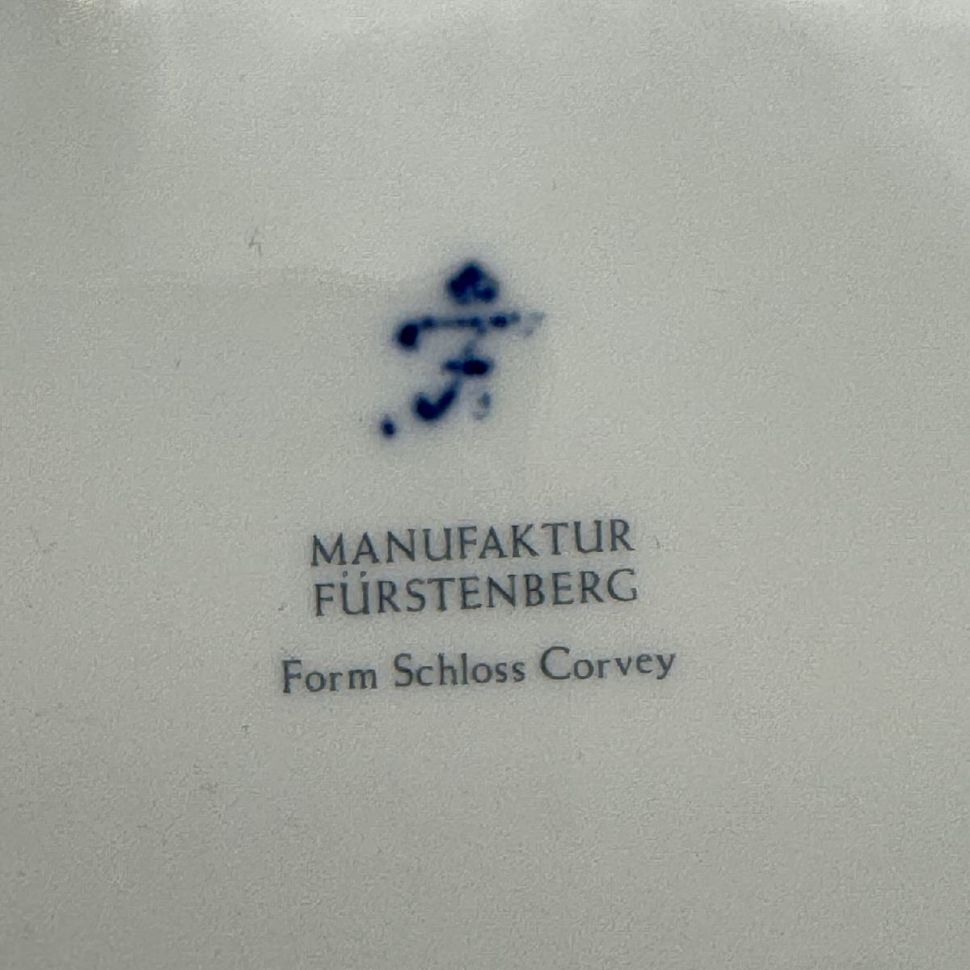 MANUFAKTUR
FÜRSTENBERG
Form Schloss Corvey